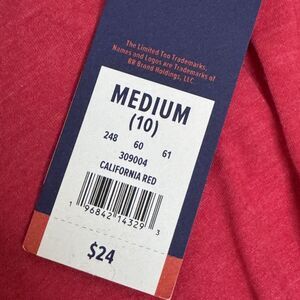 The Limited Too Trademarks,
Names and Logos are Trademarks of
BB Brand Holdings, LLC.
MEDIUM
(10)
248 60 61
309004
CALIFORNIA RED
1 96842 14329 3
$24